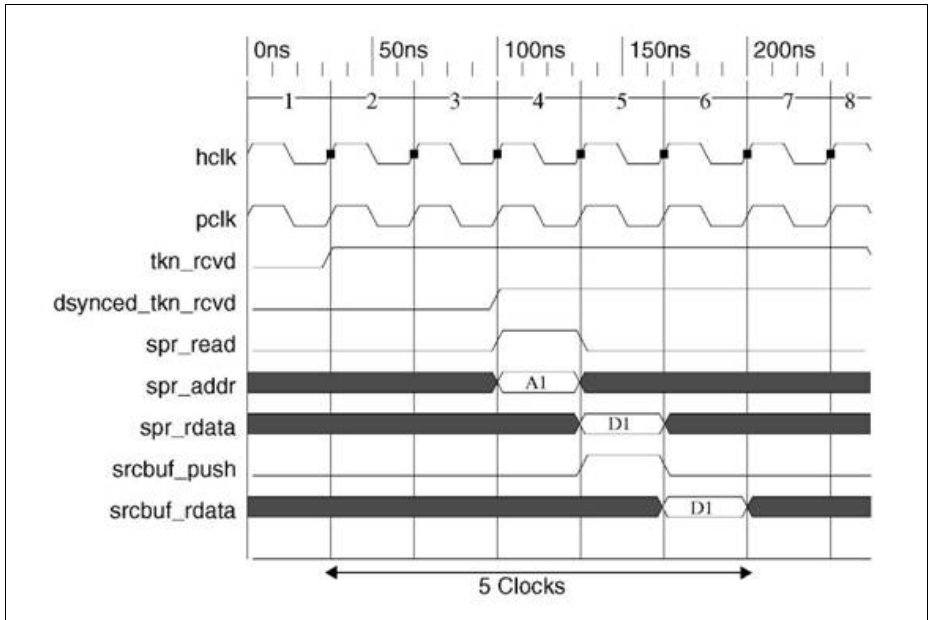 0ns 50ns 100ns 150ns 200ns
1 2 3 4 5 6 7 8
hclk
pclk
tkn_rcvd
dsynced_tkn_rcvd
spr_read
spr_addr A1
spr_rdata D1
srcbuf_push
srcbuf_rdata D1
5 Clocks